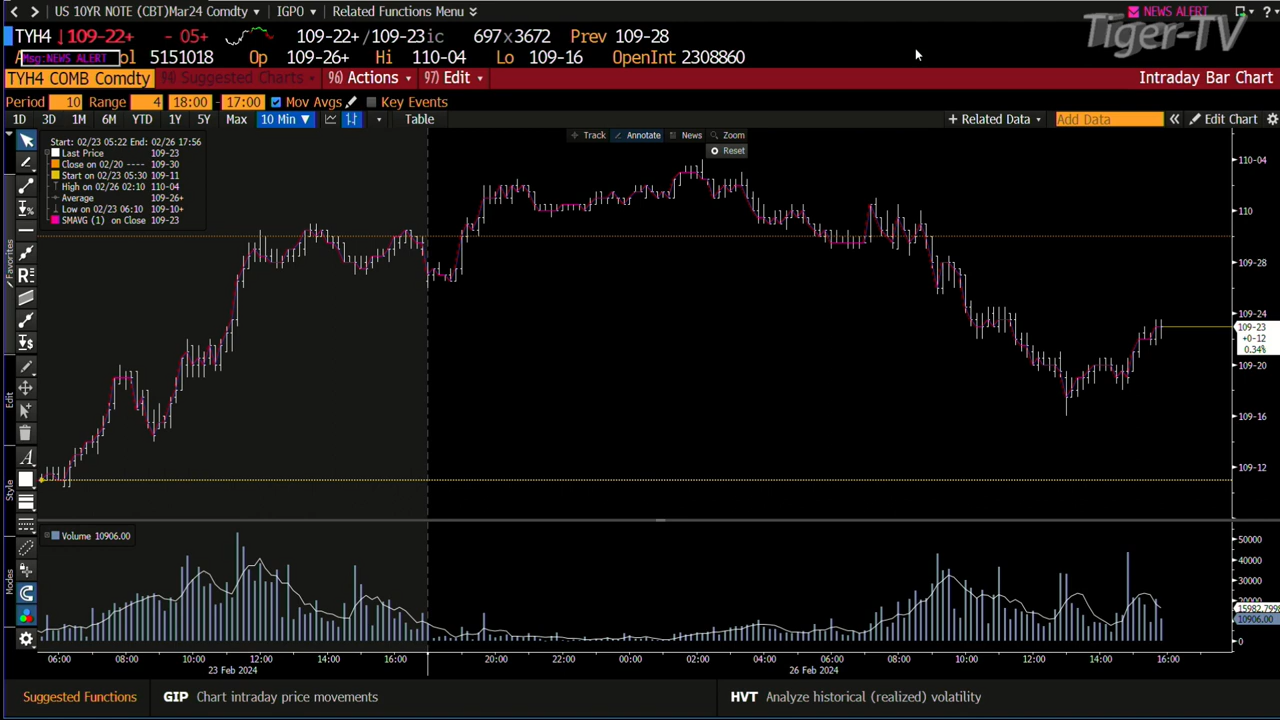 US 10YR NOTE (CBT)Mar24 Comdty IGPO Related Functions Menu
NEWS ALERT
Tiger-TV
TYH4 ↓109-22+ - 05+ 109-22+/109-23ic 697x3672 Prev 109-28
Msg:NEWS ALERT
5151018 Op 109-26+ Hi 110-04 Lo 109-16 OpenInt 2308860
TYH4 COMB Comdty 94) Suggested Charts 96) Actions 97) Edit Intraday Bar Chart
Period 10 Range 4 18:00 - 17:00 Mov Avgs Key Events
1D 3D 1M 6M YTD 1Y 5Y Max 10 Min ▼ Table + Related Data Add Data « Edit Chart
Track Annotate News Zoom
Reset
Start: 02/23 05:22 End: 02/26 17:56
Last Price 109-23
Close on 02/20 ---- 109-30
Start on 02/23 05:30 109-11
High on 02/26 02:10 110-04
Average 109-26+
Low on 02/23 06:10 109-10+
SMAVG (1) on Close 109-23
110-04
110
109-28
109-24
109-23
+0-12
0.34%
109-20
109-16
109-12
Favorites
Edit
Style
Modes
Volume 10906.00
50000
40000
30000
20000
15982.7999
10906.00
0
06:00 08:00 10:00 12:00 14:00 16:00 20:00 22:00 00:00 02:00 04:00 06:00 08:00 10:00 12:00 14:00 16:00
23 Feb 2024 26 Feb 2024
Suggested Functions GIP Chart intraday price movements HVT Analyze historical (realized) volatility